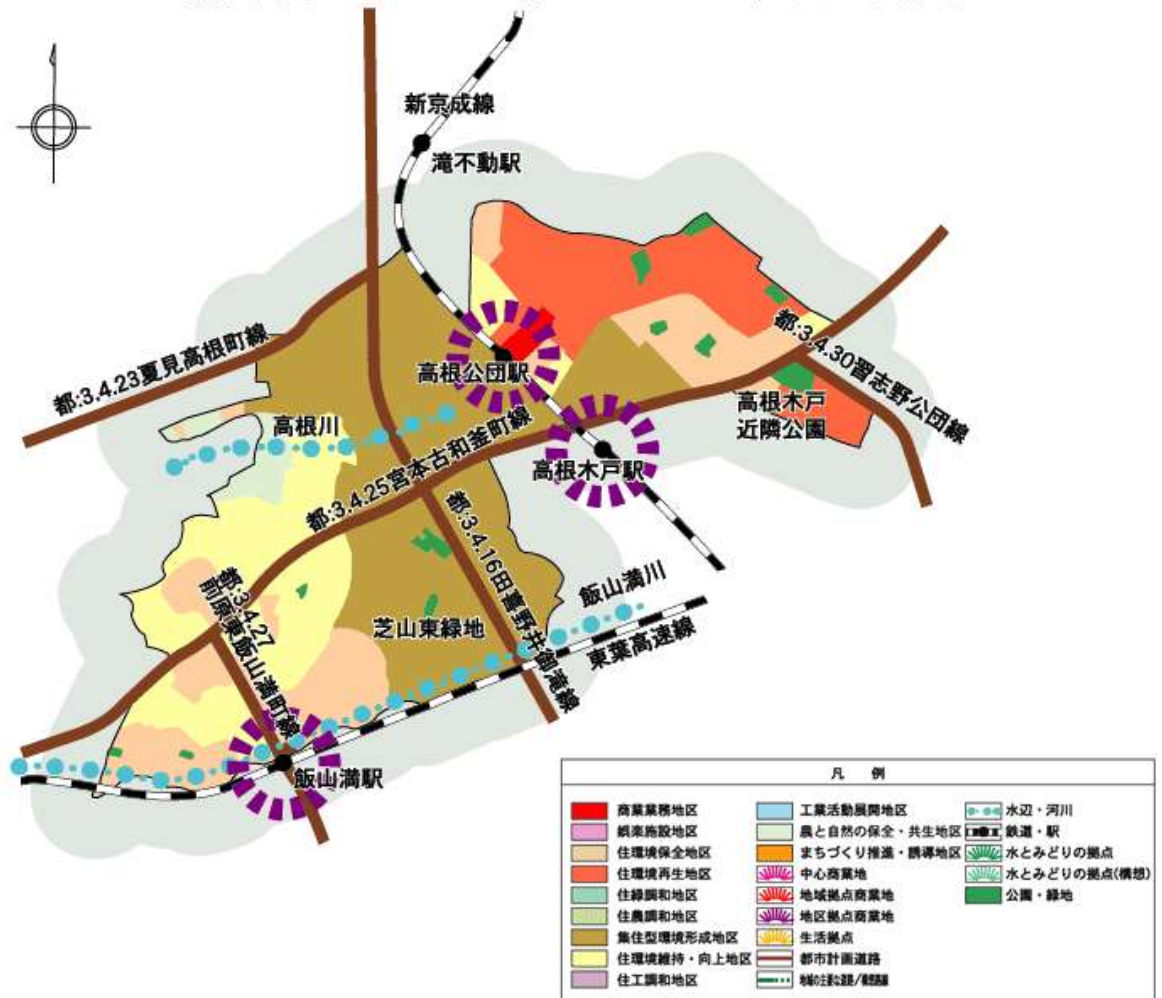 新京成線
滝不動駅
都:3.4.23夏見高根町線
高根公団駅
都:3.4.30習志野公団線
高根木戸
近隣公園
高根川
都:3.4.25宮本古和釜町線
高根木戸駅
都:3.4.16田喜野井御滝線
飯山満川
都:3.4.27
前原東飯山満町線
芝山東緑地
東葉高速線
飯山満駅
凡 例
商業業務地区
娯楽施設地区
住環境保全地区
住環境再生地区
住緑調和地区
住農調和地区
集住型環境形成地区
住環境維持・向上地区
住工調和地区
工業活動展開地区
農と自然の保全・共生地区
まちづくり推進・誘導地区
中心商業地
地域拠点商業地
地区拠点商業地
生活拠点
都市計画道路
水辺・河川
鉄道・駅
水とみどりの拠点
水とみどりの拠点(構想)
公園・緑地